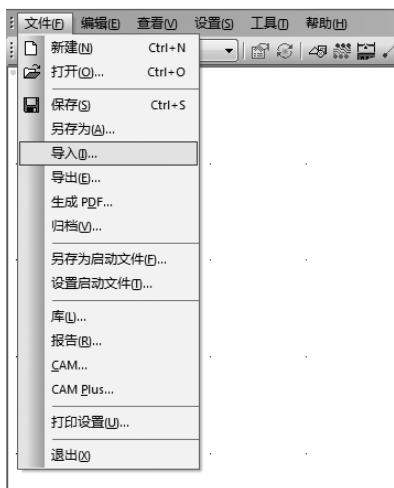 文件(F) 编辑(E) 查看(V) 设置(S) 工具(T) 帮助(H)
新建(N) Ctrl+N
打开(O)... Ctrl+O
保存(S) Ctrl+S
另存为(A)...
导入(I)...
导出(E)...
生成 PDF...
归档(V)...
另存为启动文件(F)...
设置启动文件(T)...
库(L)...
报告(R)...
CAM...
CAM Plus...
打印设置(U)...
退出(X)